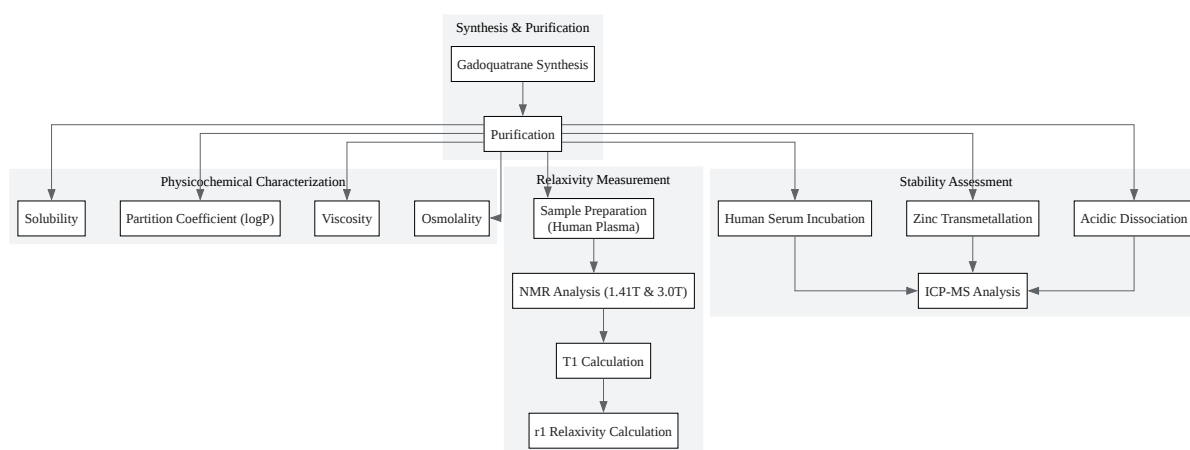 Synthesis & Purification
Gadoquatrane Synthesis
Purification
Physicochemical Characterization
Solubility
Partition Coefficient (logP)
Viscosity
Osmolality
Relaxivity Measurement
Sample Preparation
(Human Plasma)
NMR Analysis (1.41T & 3.0T)
T1 Calculation
r1 Relaxivity Calculation
Stability Assessment
Human Serum Incubation
Zinc Transmetallation
Acidic Dissociation
ICP-MS Analysis